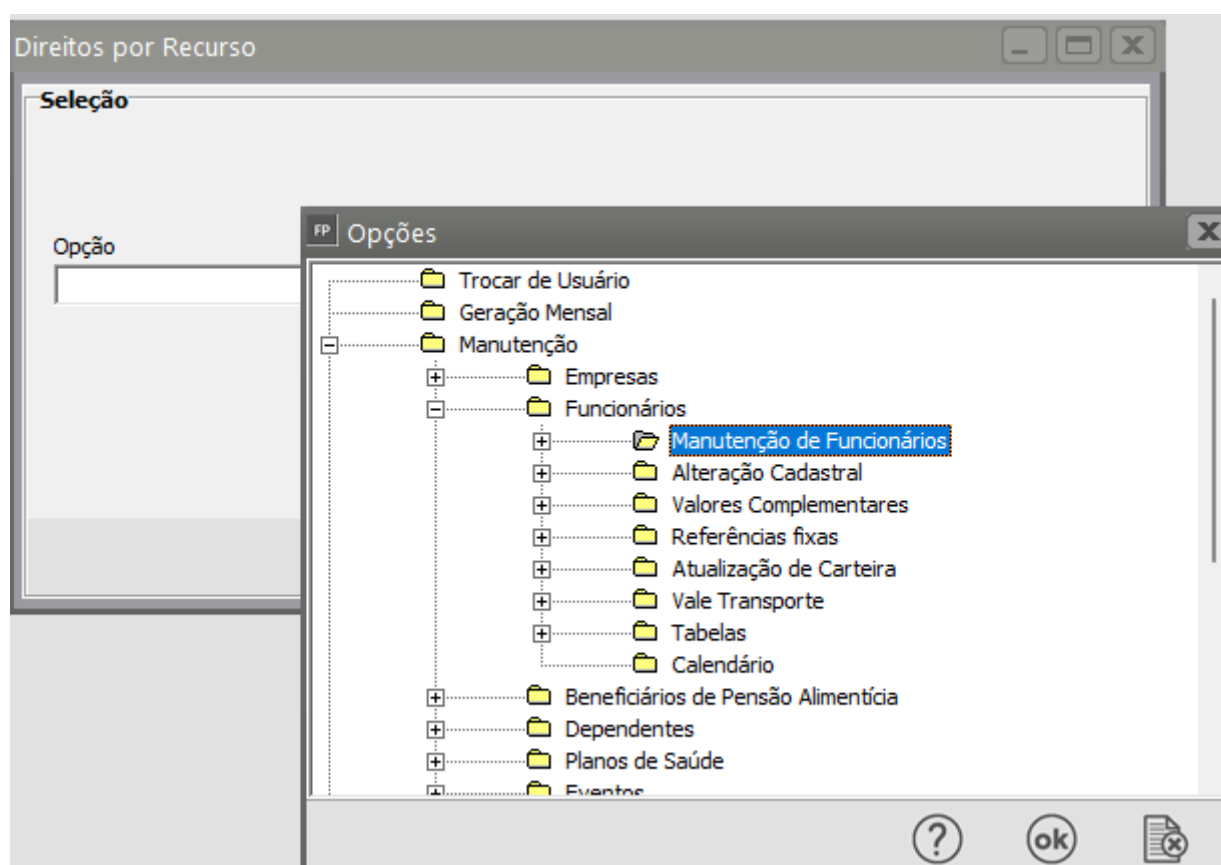 Direitos por Recurso
Seleção
Opção
FP Opções
Trocar de Usuário
Geração Mensal
Manutenção
Empresas
Funcionários
Manutenção de Funcionários
Alteração Cadastral
Valores Complementares
Referências fixas
Atualização de Carteira
Vale Transporte
Tabelas
Calendário
Beneficiários de Pensão Alimentícia
Dependentes
Planos de Saúde
Eventos
? ok